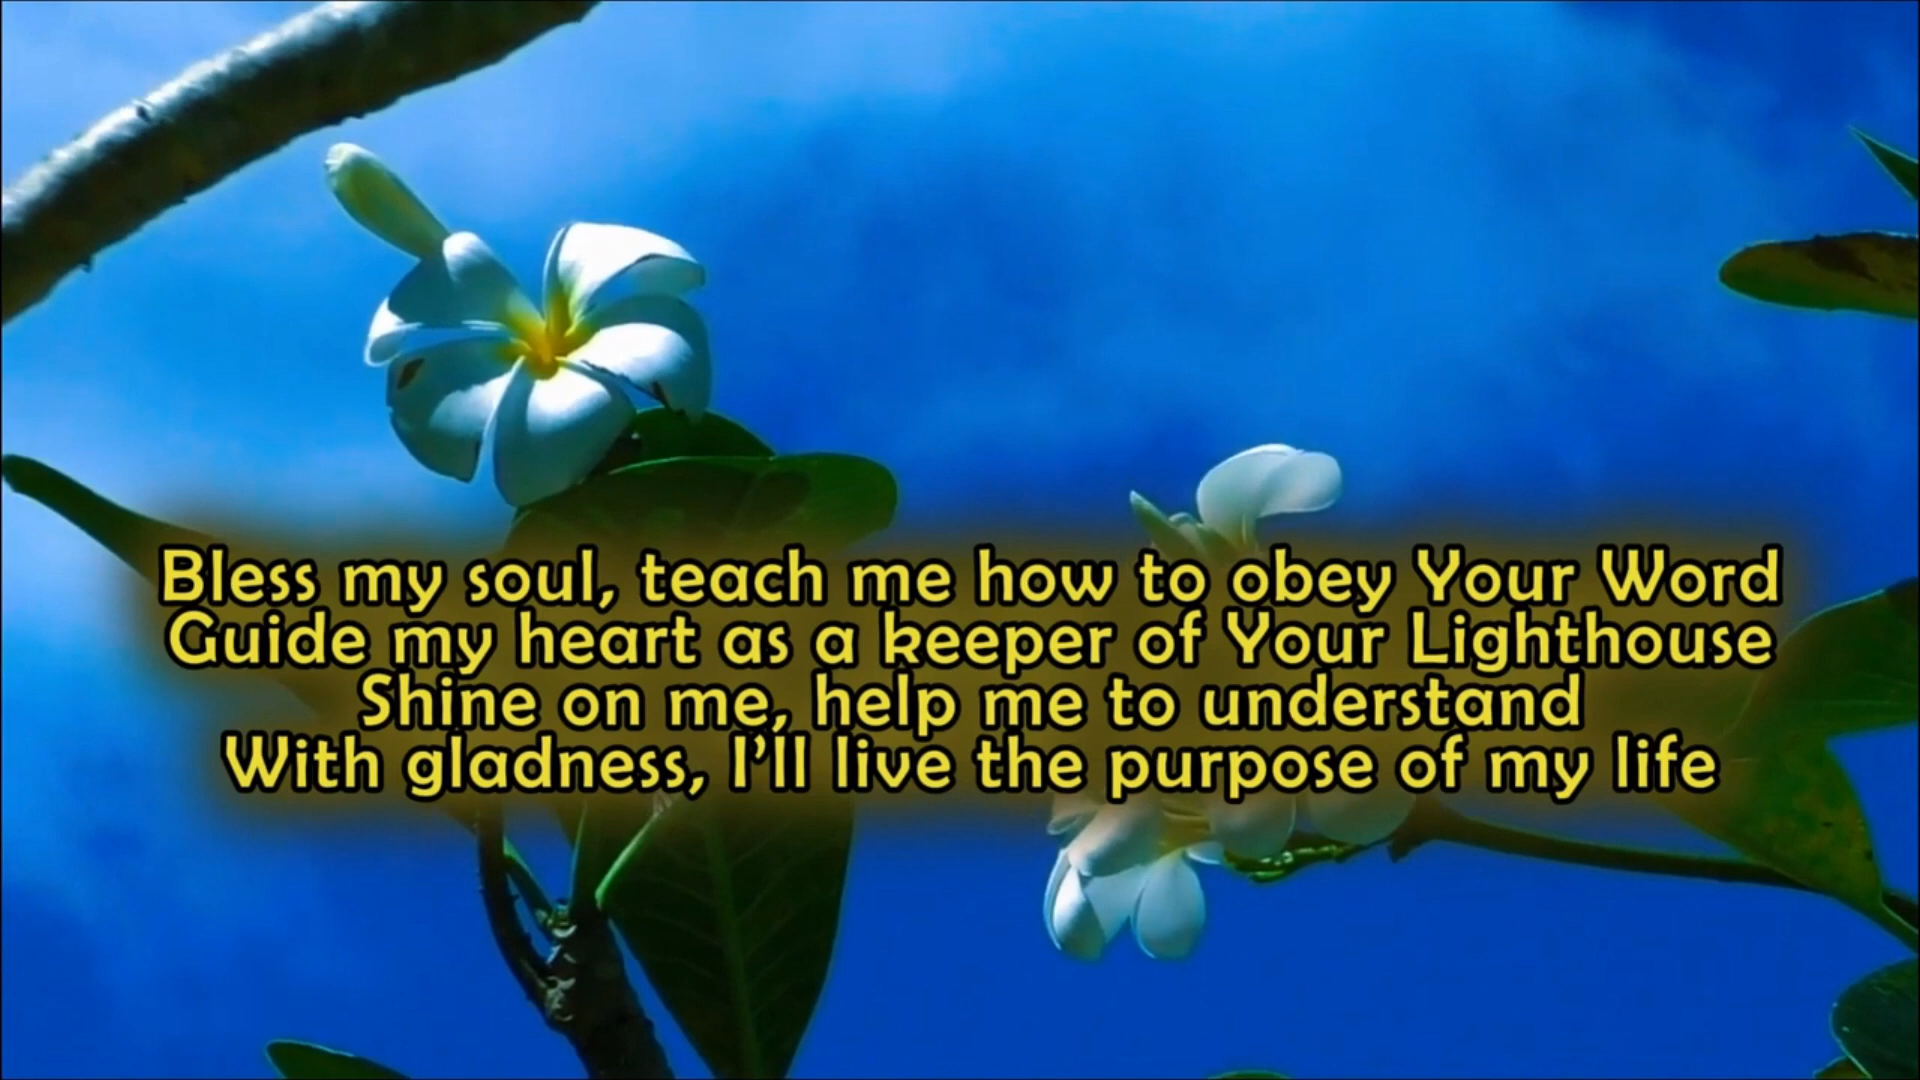 Bless my soul, teach me how to obey Your Word
Guide my heart as a keeper of Your Lighthouse
Shine on me, help me to understand
With gladness, I'll live the purpose of my life